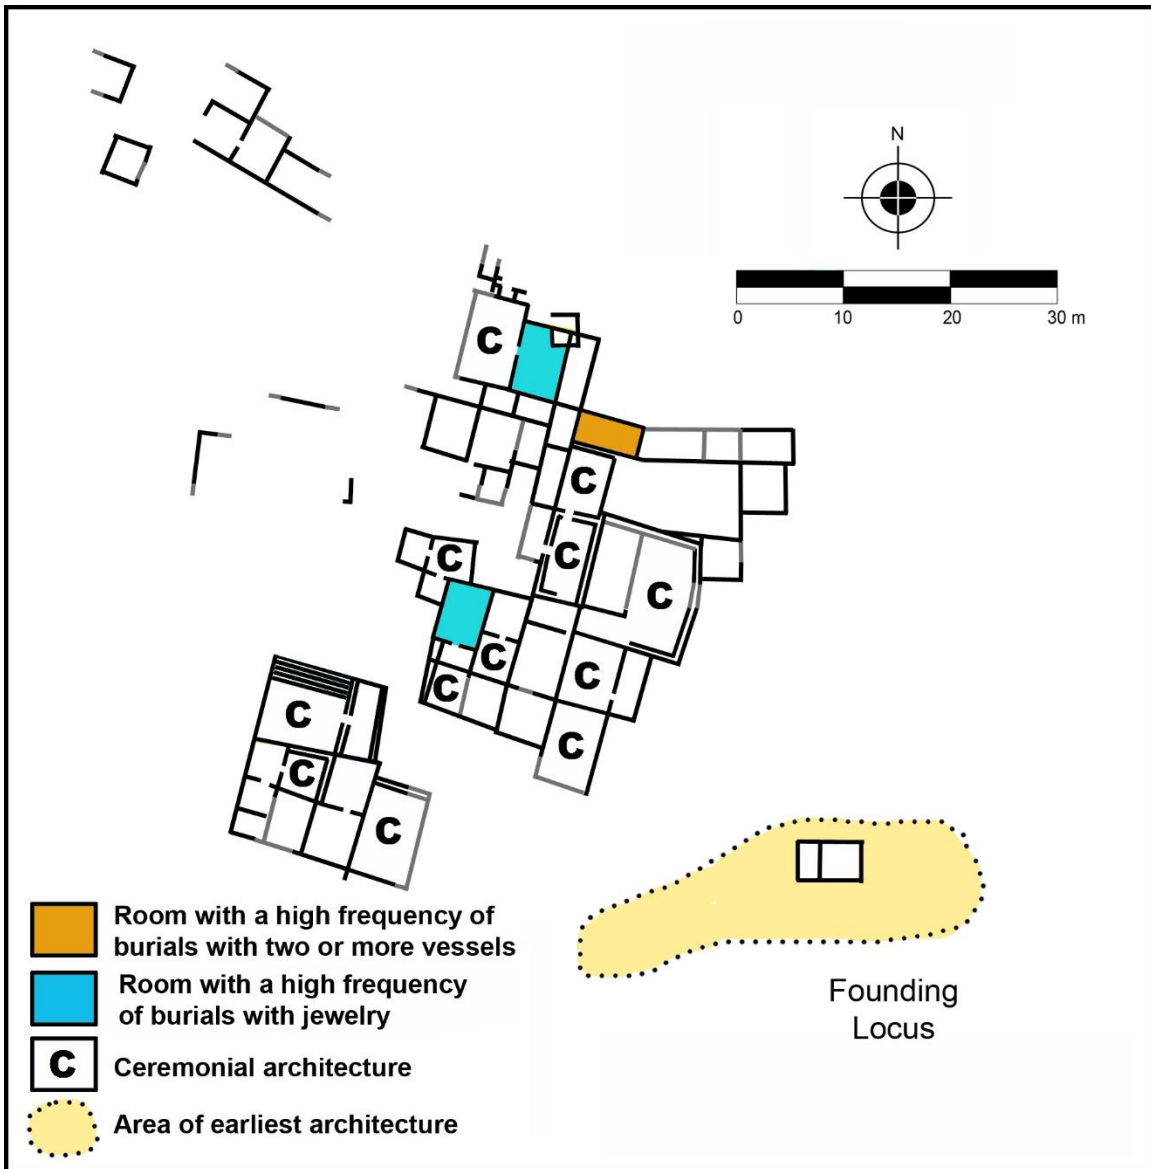 N
0 10 20 30 m
C
C
C
C
C
C
C
C
C
C
C
C
Founding
Locus
Room with a high frequency of
burials with two or more vessels
Room with a high frequency
of burials with jewelry
C Ceremonial architecture
Area of earliest architecture